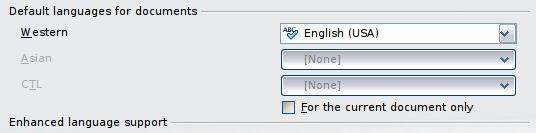 Default languages for documents
Western ABC English (USA)
Asian [None]
CTL [None]
For the current document only
Enhanced language support